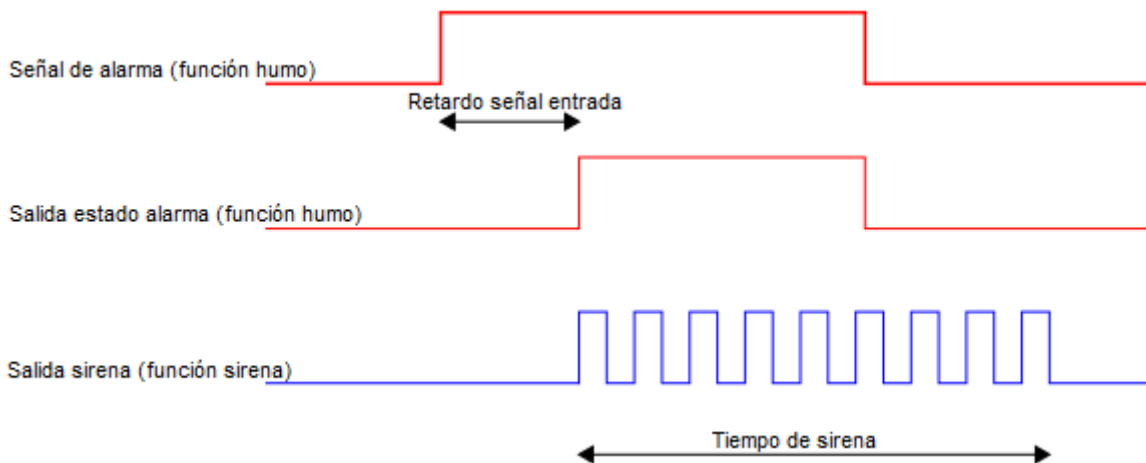 Señal de alarma (función humo)
Retardo señal entrada
Salida estado alarma (función humo)
Salida sirena (función sirena)
Tiempo de sirena